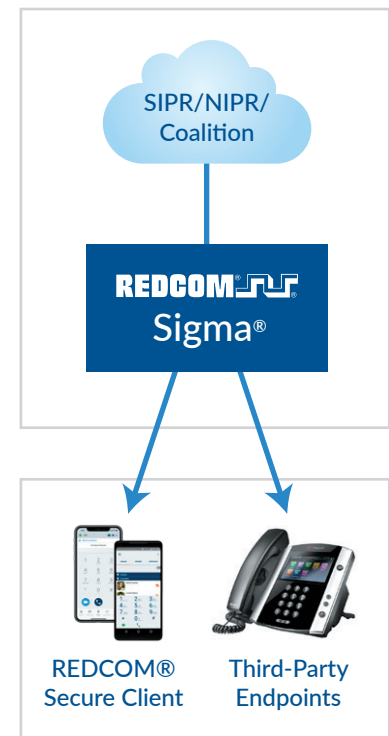 SIPR/NIPR/
Coalition
REDCOM®
Sigma®
REDCOM®
Secure Client
Third-Party
Endpoints